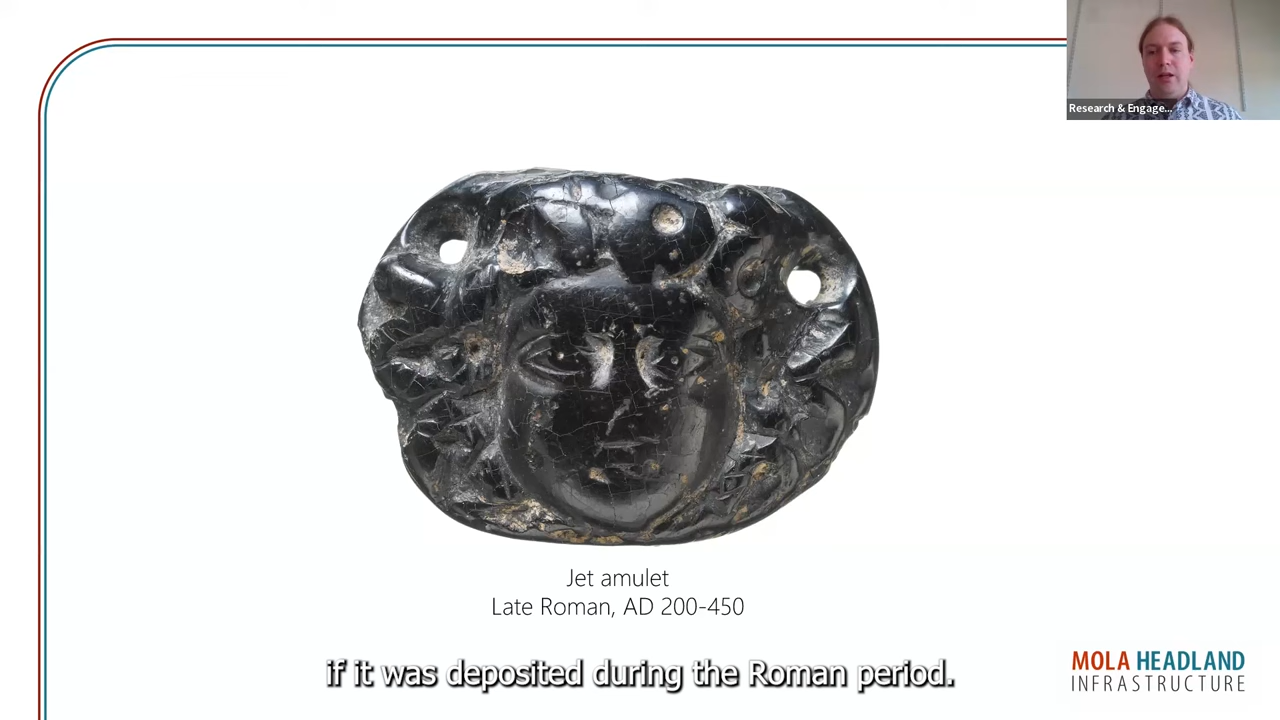 Research & Engage...
Jet amulet
Late Roman, AD 200-450
if it was deposited during the Roman period.
MOLA HEADLAND
INFRASTRUCTURE